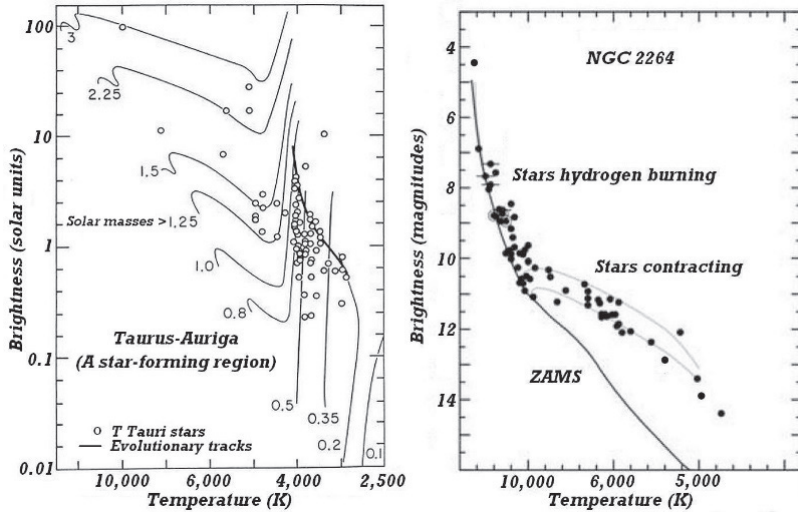 100
10
1
0.1
0.01
Brightness (solar units)
3
2.25
1.5
Solar masses >1.25
1.0
0.8
0.5
0.35
0.2
0.1
Taurus-Auriga
(A star-forming region)
T Tauri stars
Evolutionary tracks
10,000 6,000 4,000 2,500
Temperature (K)
4
6
8
10
12
14
Brightness (magnitudes)
NGC 2264
Stars hydrogen burning
Stars contracting
ZAMS
10,000 6,000 5,000
Temperature (K)